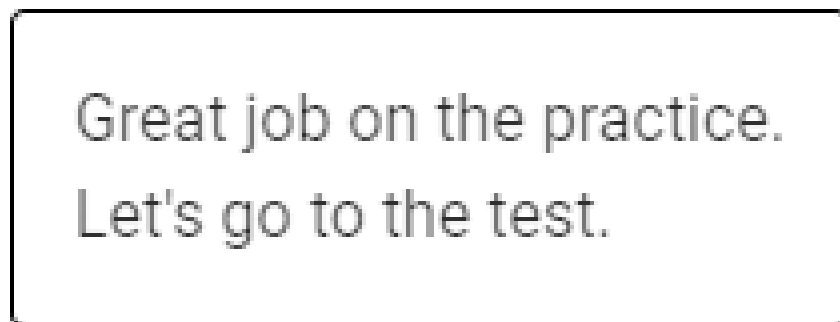 Great job on the practice.
Let's go to the test.